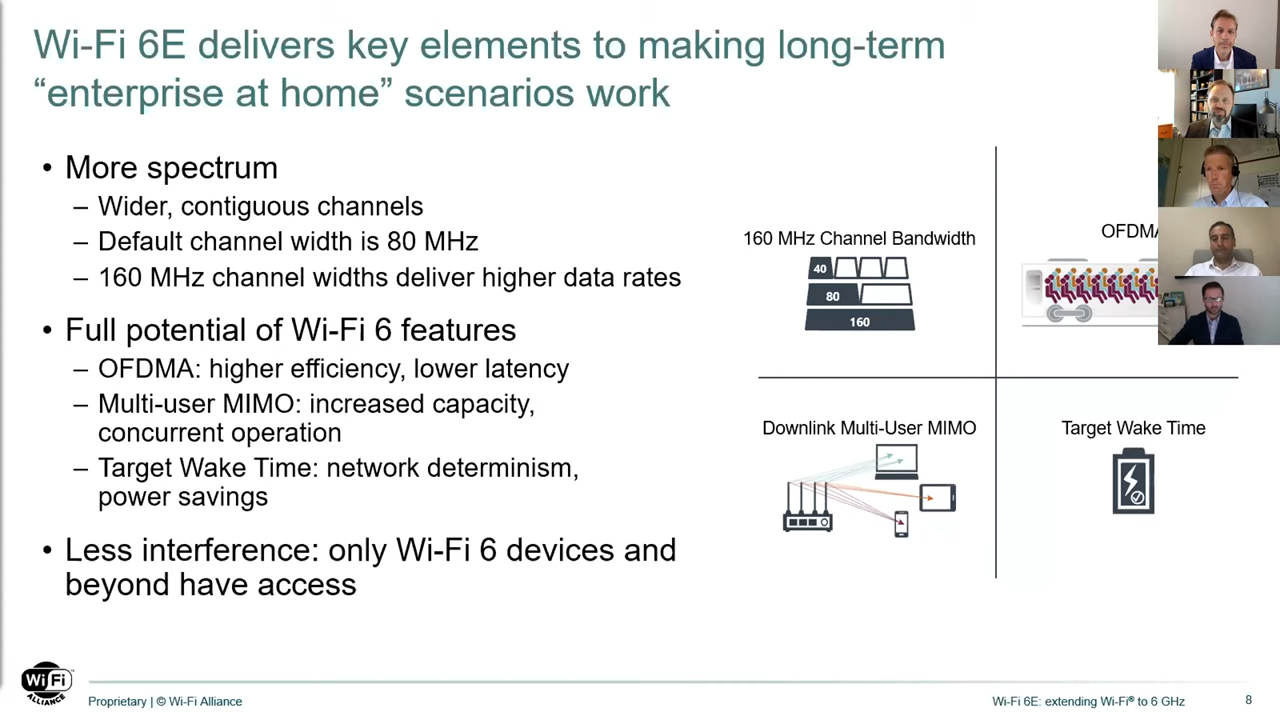 Wi-Fi 6E delivers key elements to making long-term
“enterprise at home” scenarios work
• More spectrum
– Wider, contiguous channels
– Default channel width is 80 MHz
– 160 MHz channel widths deliver higher data rates
• Full potential of Wi-Fi 6 features
– OFDMA: higher efficiency, lower latency
– Multi-user MIMO: increased capacity,
concurrent operation
– Target Wake Time: network determinism,
power savings
• Less interference: only Wi-Fi 6 devices and
beyond have access
160 MHz Channel Bandwidth
40
80
160
OFDMA
Downlink Multi-User MIMO
Target Wake Time
Wi Fi
ALLIANCE
Proprietary | © Wi-Fi Alliance
Wi-Fi 6E: extending Wi-Fi® to 6 GHz
8